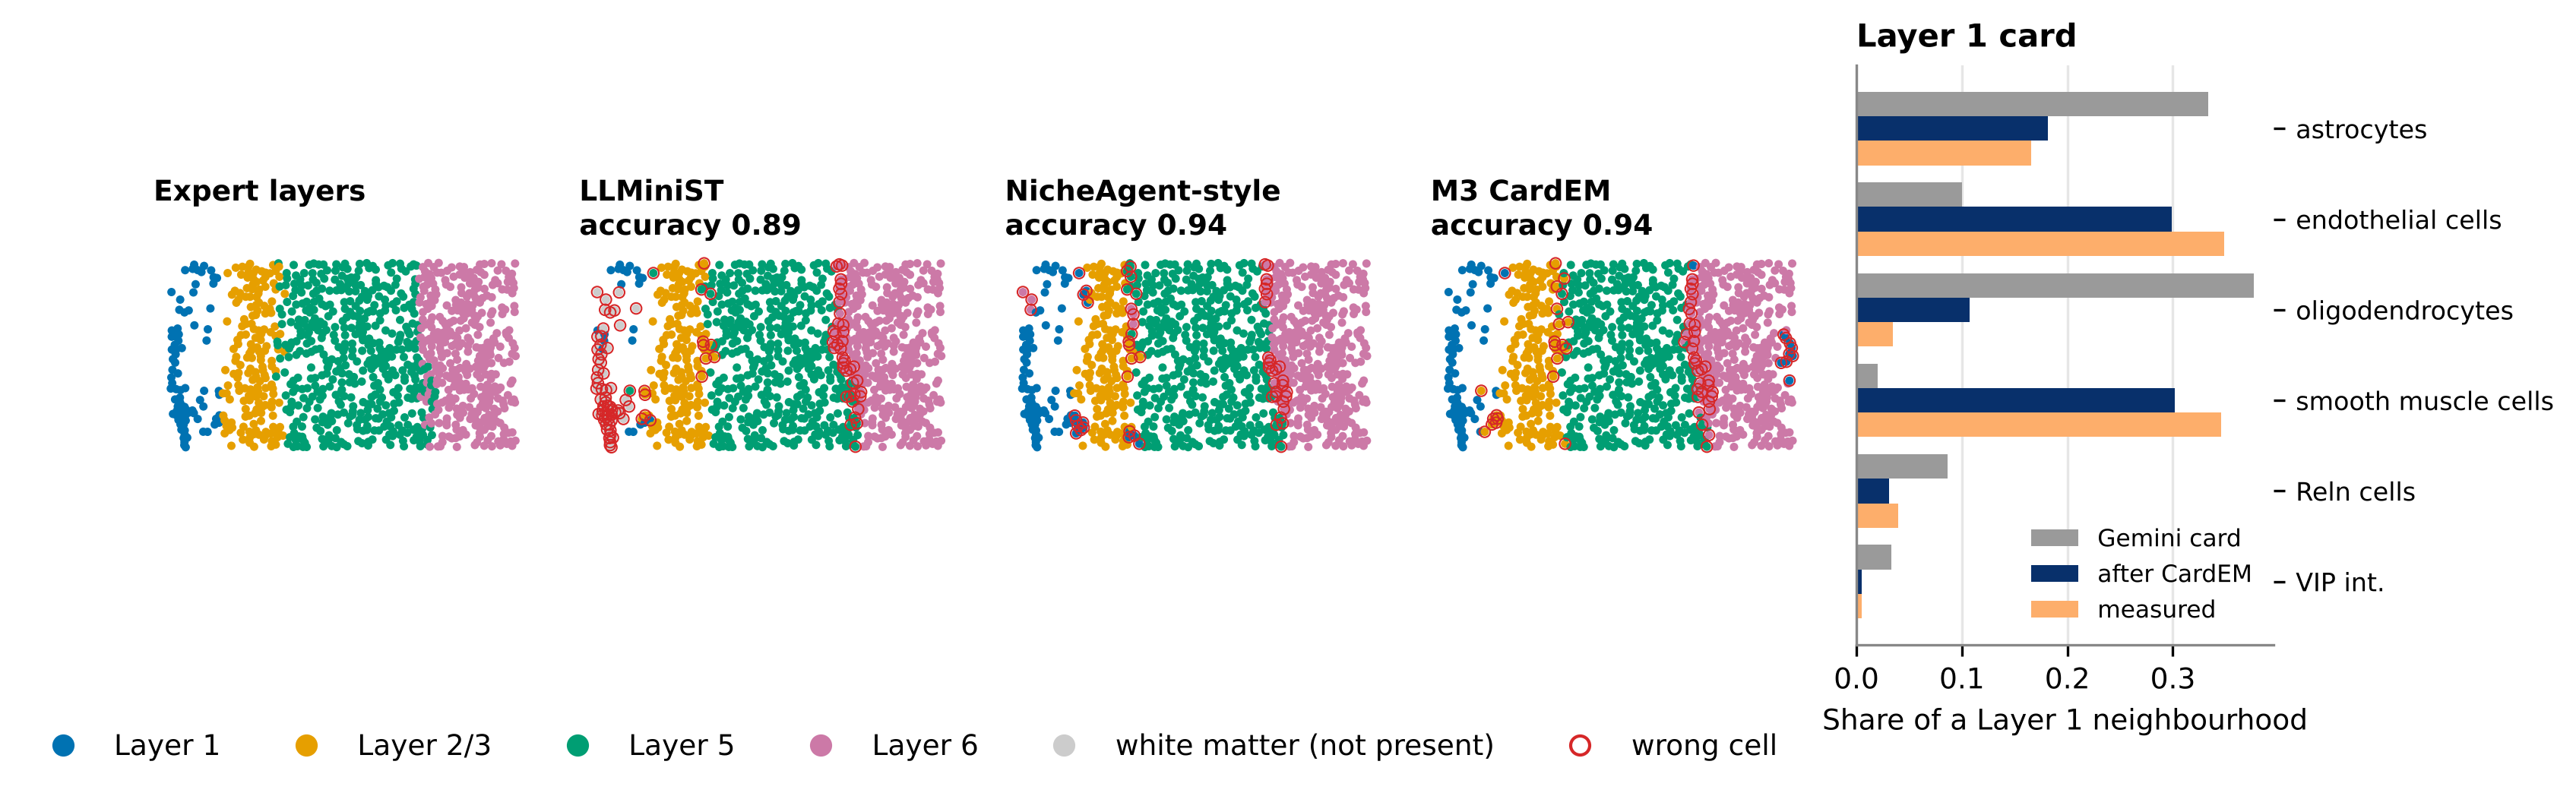 Expert layers
LLMiniST
accuracy 0.89
NicheAgent-style
accuracy 0.94
M3 CardEM
accuracy 0.94
Layer 1 card
astrocytes
endothelial cells
oligodendrocytes
smooth muscle cells
Reln cells
VIP int.
Gemini card
after CardEM
measured
0.0 0.1 0.2 0.3
Share of a Layer 1 neighbourhood
Layer 1 Layer 2/3 Layer 5 Layer 6 white matter (not present) wrong cell